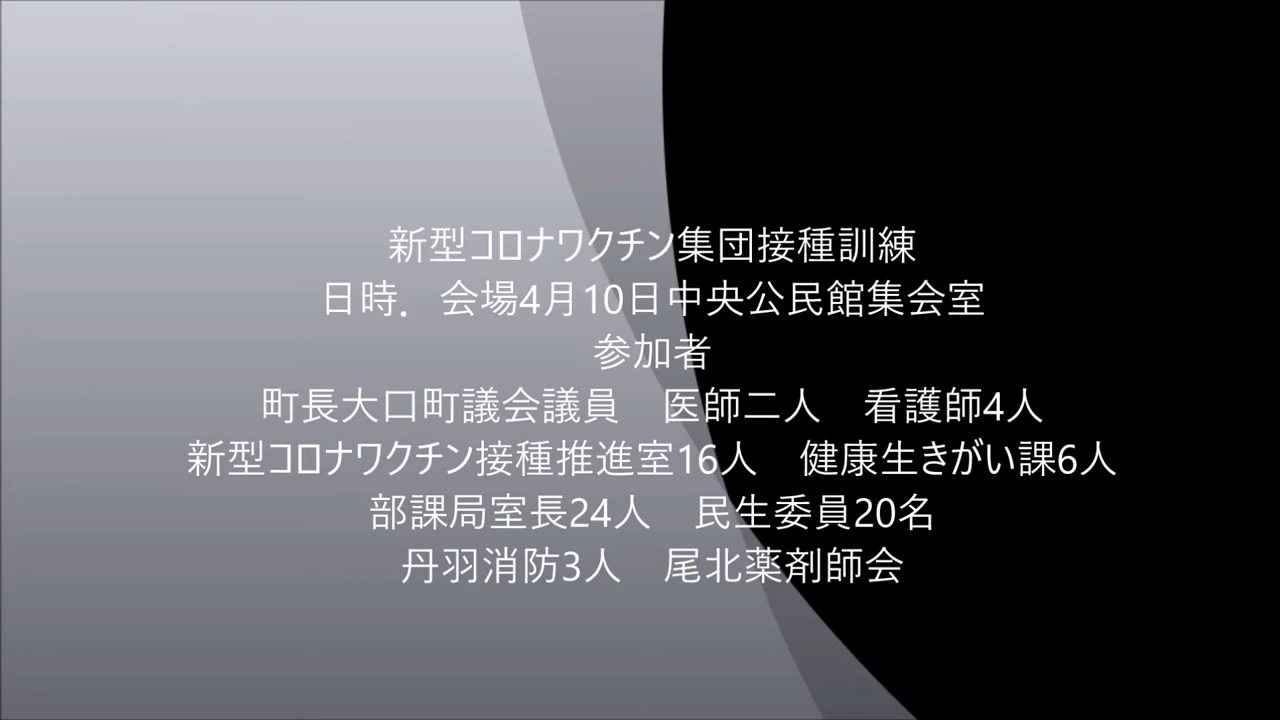 新型コロナワクチン集団接種訓練
日時．会場4月10日中央公民館集会室
参加者
町長大口町議会議員　医師二人　看護師4人
新型コロナワクチン接種推進室16人　健康生きがい課6人
部課局室長24人　民生委員20名
丹羽消防3人　尾北薬剤師会